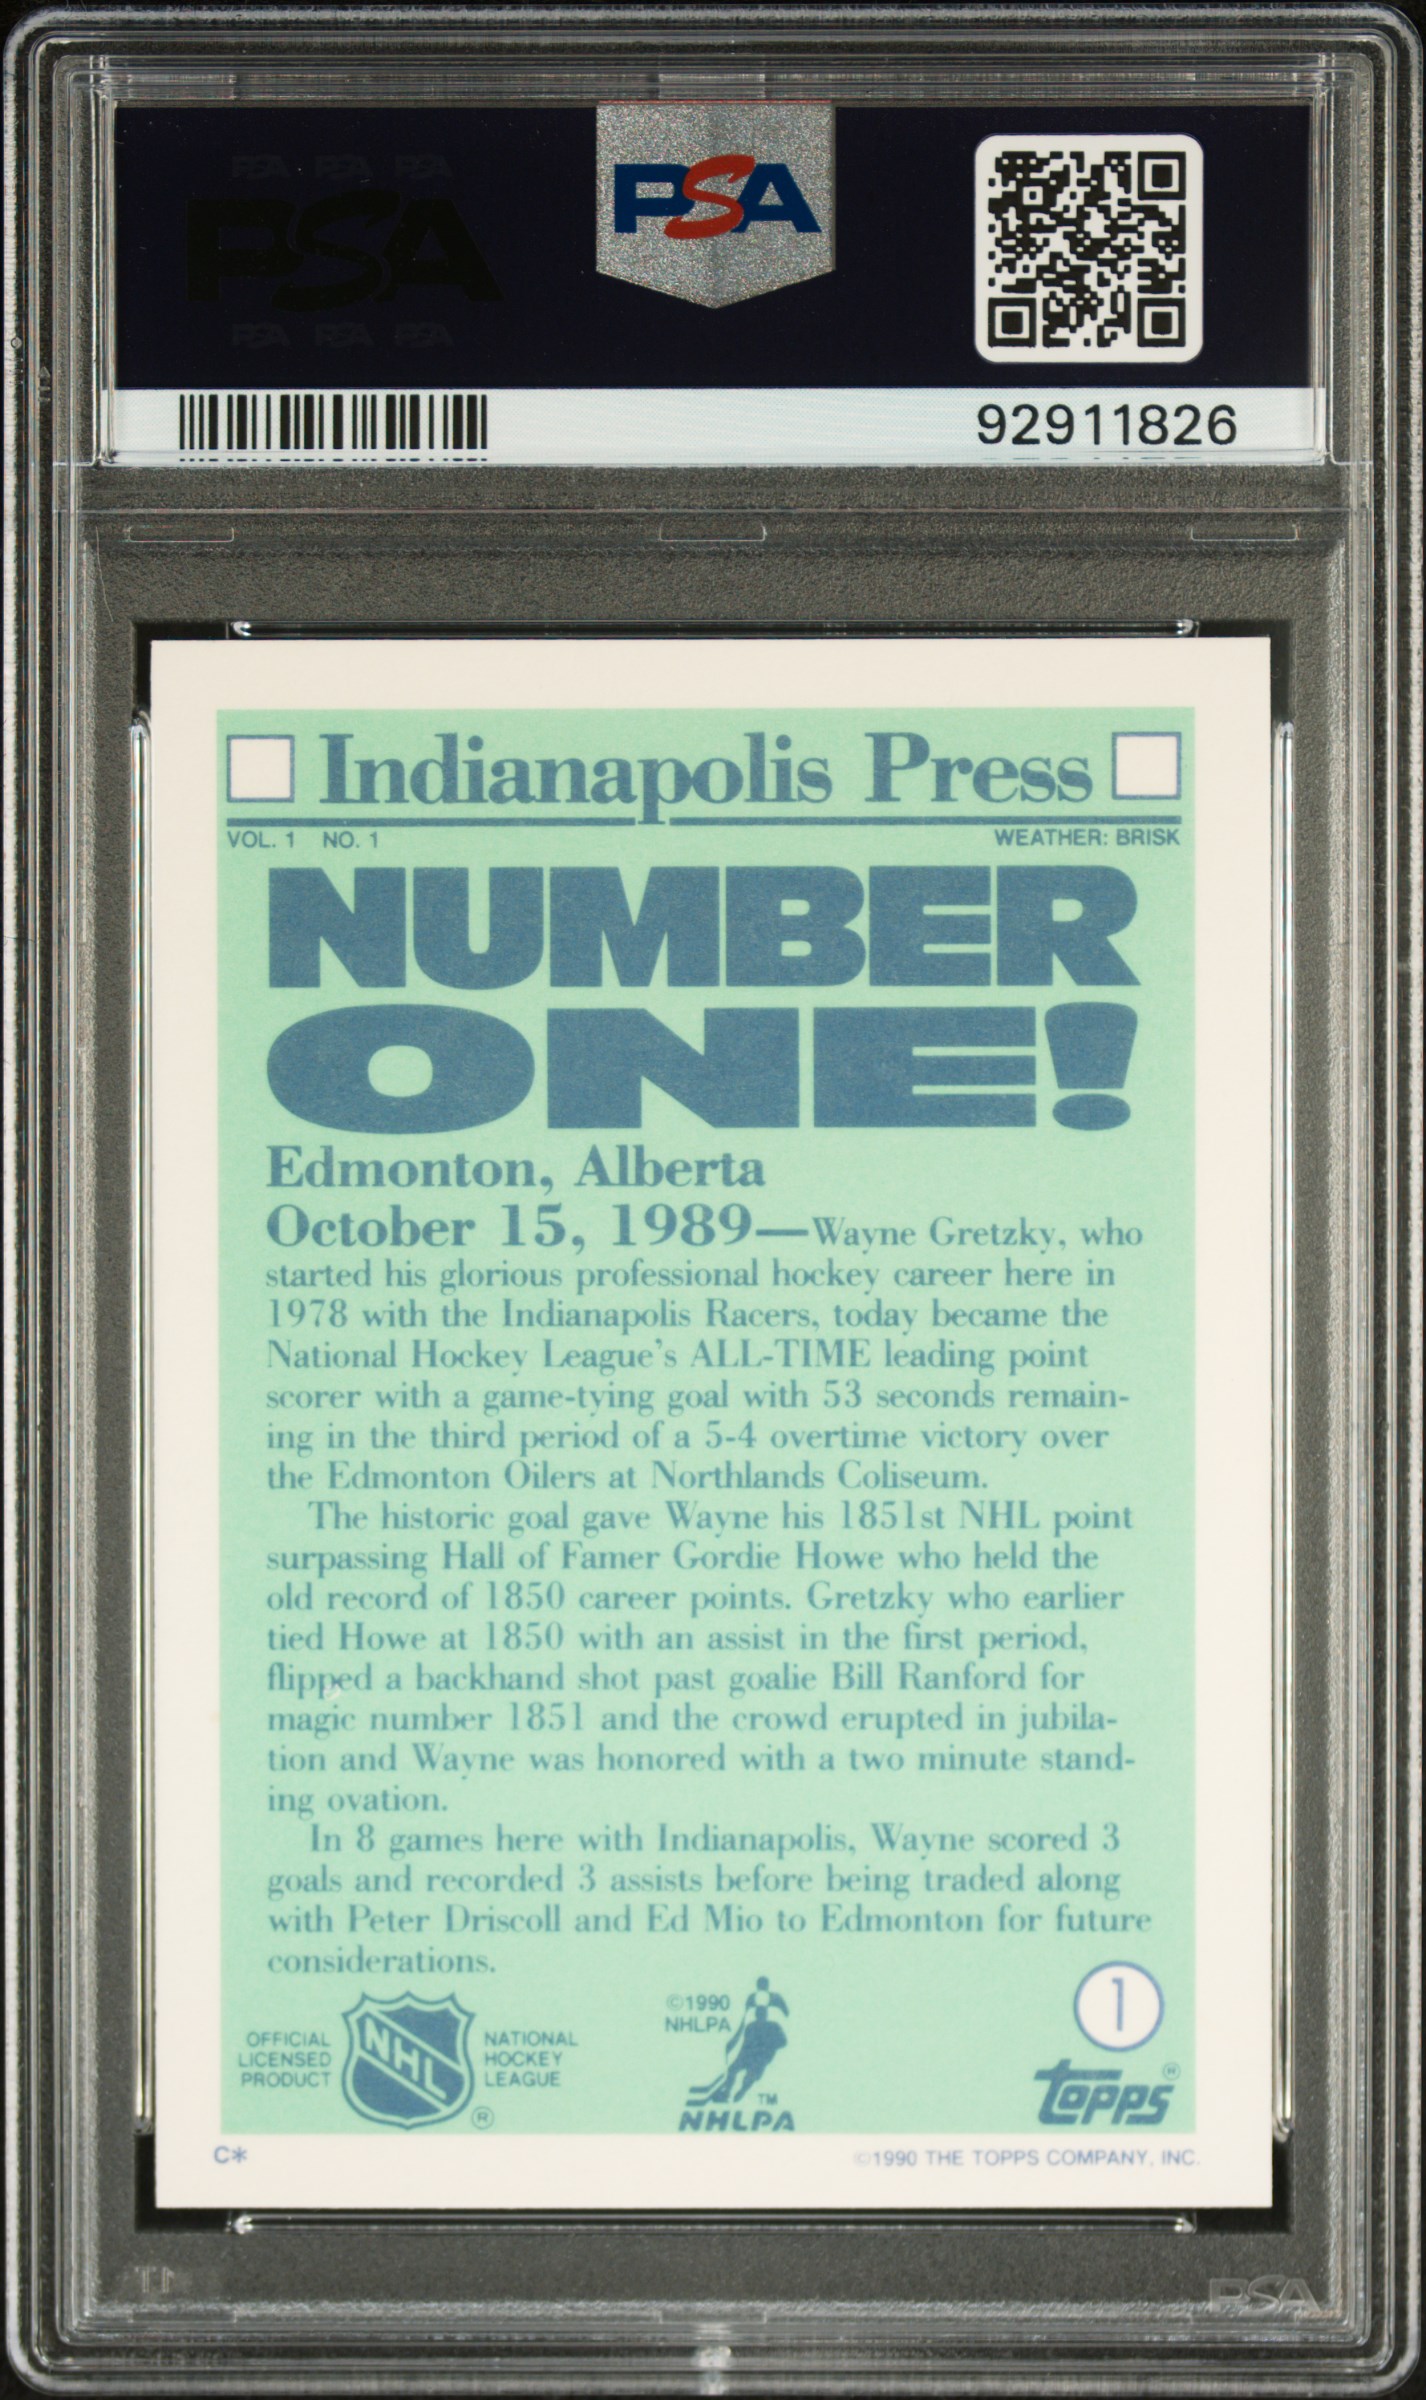 PSA PSA PSA
PSA
PSA PSA PSA
PSA
92911826
Indianapolis Press
VOL. 1 NO. 1 WEATHER: BRISK
NUMBER
ONE!
Edmonton, Alberta
October 15, 1989—Wayne Gretzky, who
started his glorious professional hockey career here in
1978 with the Indianapolis Racers, today became the
National Hockey League's ALL-TIME leading point
scorer with a game-tying goal with 53 seconds remain-
ing in the third period of a 5-4 overtime victory over
the Edmonton Oilers at Northlands Coliseum.
The historic goal gave Wayne his 1851st NHL point
surpassing Hall of Famer Gordie Howe who held the
old record of 1850 career points. Gretzky who earlier
tied Howe at 1850 with an assist in the first period,
flipped a backhand shot past goalie Bill Ranford for
magic number 1851 and the crowd erupted in jubila-
tion and Wayne was honored with a two minute stand-
ing ovation.
In 8 games here with Indianapolis, Wayne scored 3
goals and recorded 3 assists before being traded along
with Peter Driscoll and Ed Mio to Edmonton for future
considerations.
OFFICIAL
LICENSED
PRODUCT
NHL
NATIONAL
HOCKEY
LEAGUE
®
©1990
NHLPA
TM
NHLPA
1
topps®
C* ©1990 THE TOPPS COMPANY, INC.
PSA